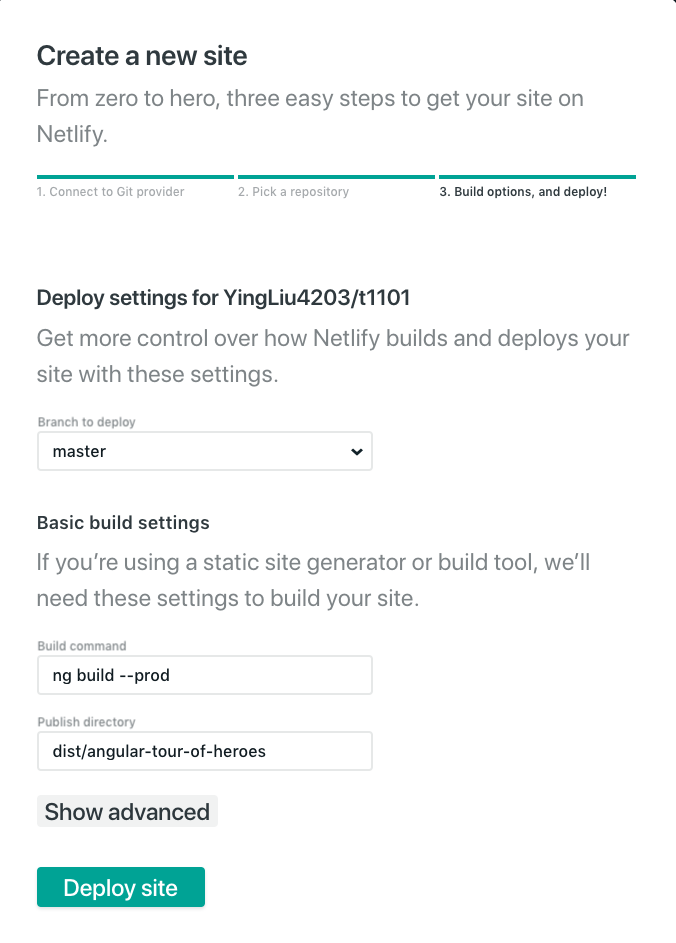 Create a new site
From zero to hero, three easy steps to get your site on
Netlify.
1. Connect to Git provider
2. Pick a repository
3. Build options, and deploy!
Deploy settings for YingLiu4203/t1101
Get more control over how Netlify builds and deploys your
site with these settings.
Branch to deploy
master
Basic build settings
If you’re using a static site generator or build tool, we’ll
need these settings to build your site.
Build command
ng build --prod
Publish directory
dist/angular-tour-of-heroes
Show advanced
Deploy site